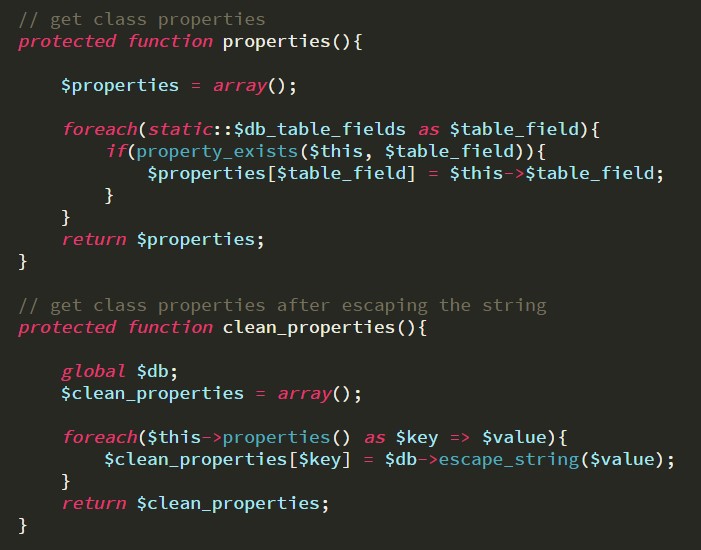 // get class properties
protected function properties(){
$properties = array();
foreach(static::$db_table_fields as $table_field){
if(property_exists($this, $table_field)){
$properties[$table_field] = $this->$table_field;
}
}
return $properties;
}
// get class properties after escaping the string
protected function clean_properties(){
global $db;
$clean_properties = array();
foreach($this->properties() as $key => $value){
$clean_properties[$key] = $db->escape_string($value);
}
return $clean_properties;
}